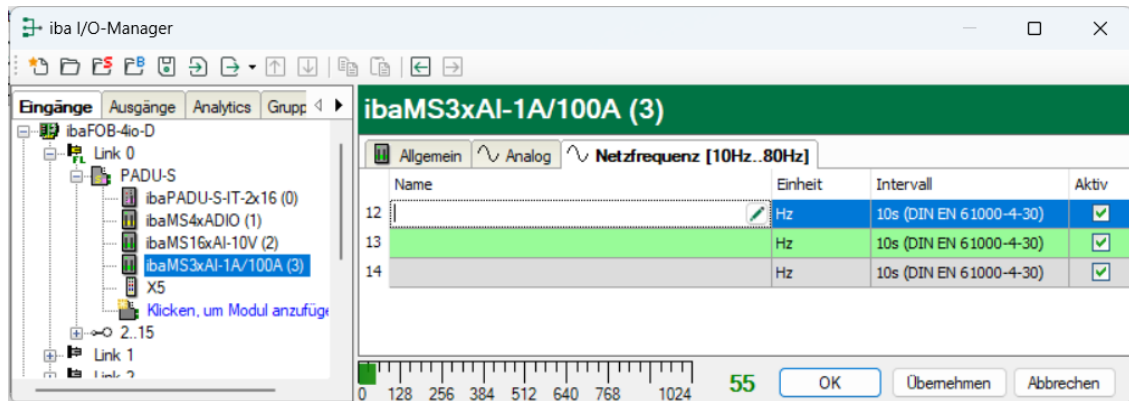 iba I/O-Manager
Eingänge Ausgänge Analytics Grupp
ibaFOB-4io-D
Link 0
PADU-S
ibaPADU-S-IT-2x16 (0)
ibaMS4xADIO (1)
ibaMS16xAI-10V (2)
ibaMS3xAI-1A/100A (3)
X5
Klicken, um Modul anzufüge
2..15
Link 1
Link 2
ibaMS3xAI-1A/100A (3)
Allgemein Analog Netzfrequenz [10Hz..80Hz]
Name Einheit Intervall Aktiv
12 Hz 10s (DIN EN 61000-4-30)
13 Hz 10s (DIN EN 61000-4-30)
14 Hz 10s (DIN EN 61000-4-30)
0 128 256 384 512 640 768 1024 55 OK Übernehmen Abbrechen